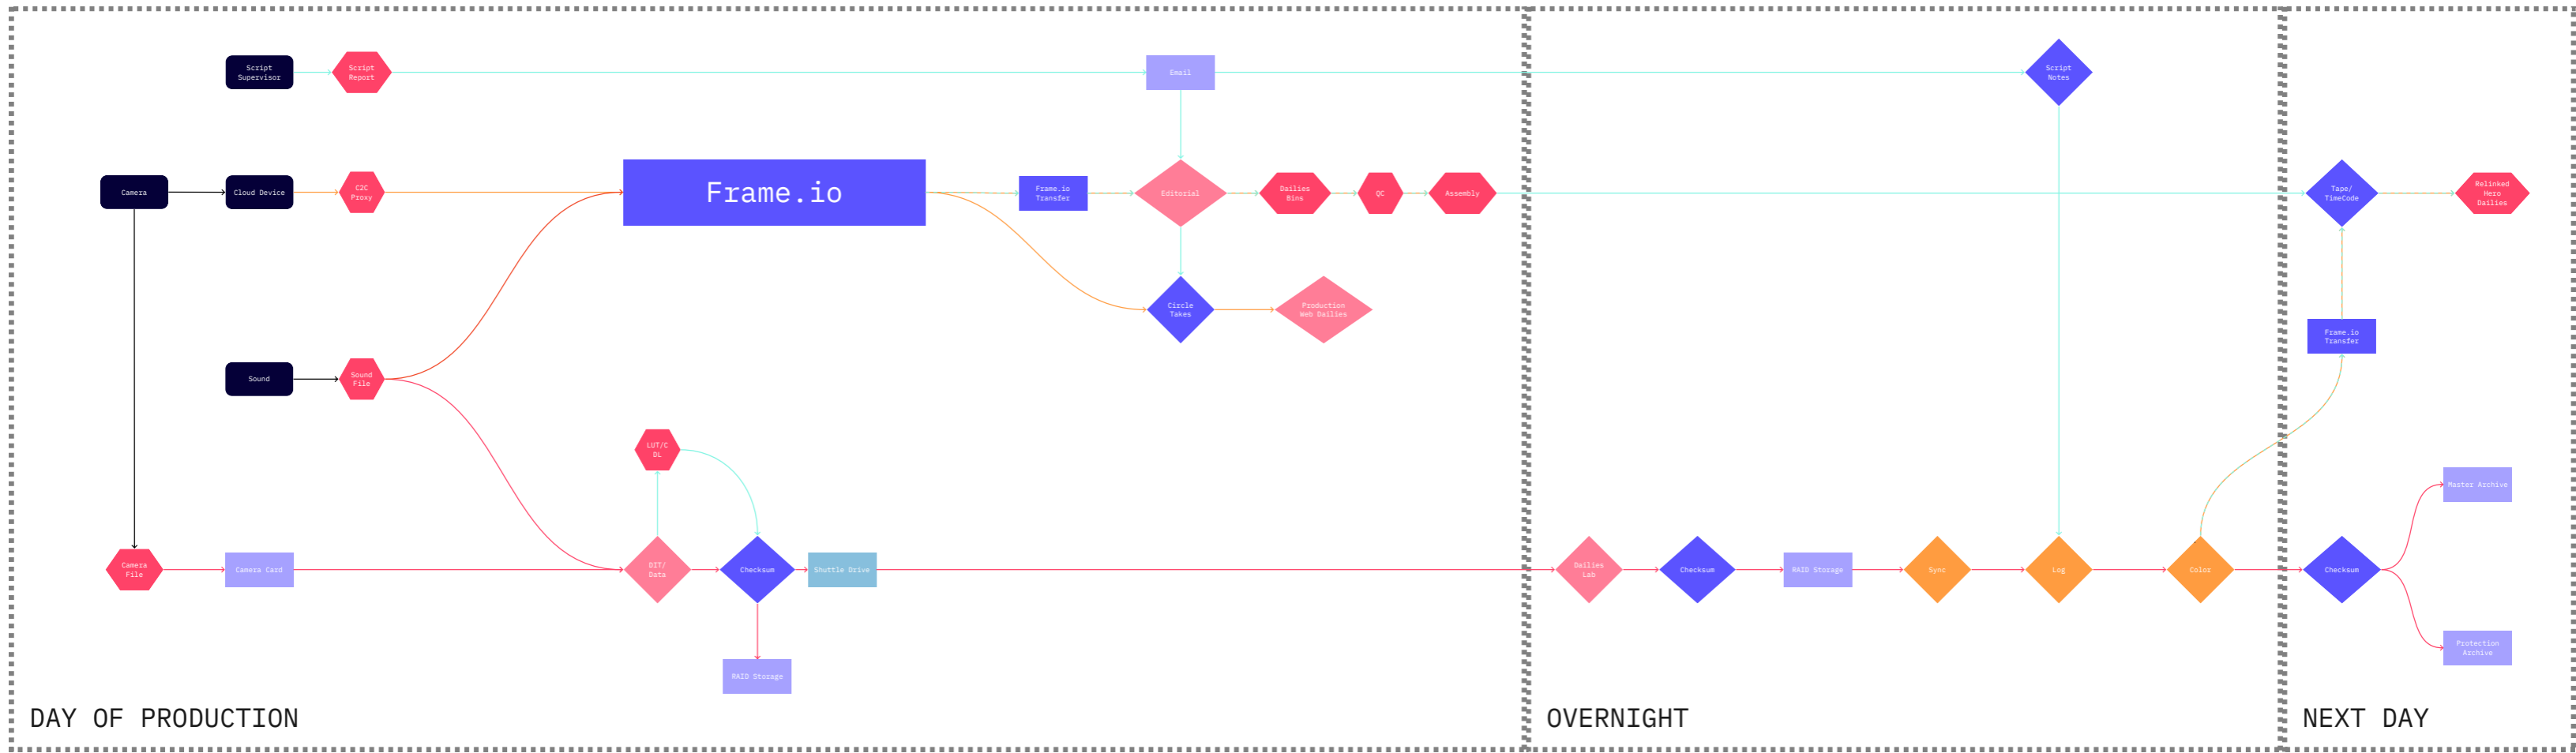 Script
Supervisor
Script
Report
Email
Script
Notes
Camera
Cloud Device
C2C
Proxy
Frame.io
Frame.io
Transfer
Editorial
Dailies
Bins
QC
Assembly
Tape/
TimeCode
Relinked
Hero
Dailies
Circle
Takes
Production
Web Dailies
Frame.io
Transfer
Sound
Sound
File
LUT/C
DL
Master Archive
Camera
File
Camera Card
DIT/
Data
Checksum
Shuttle Drive
Dailies
Lab
Checksum
RAID Storage
Sync
Log
Color
Checksum
Protection
Archive
RAID Storage
DAY OF PRODUCTION
OVERNIGHT
NEXT DAY